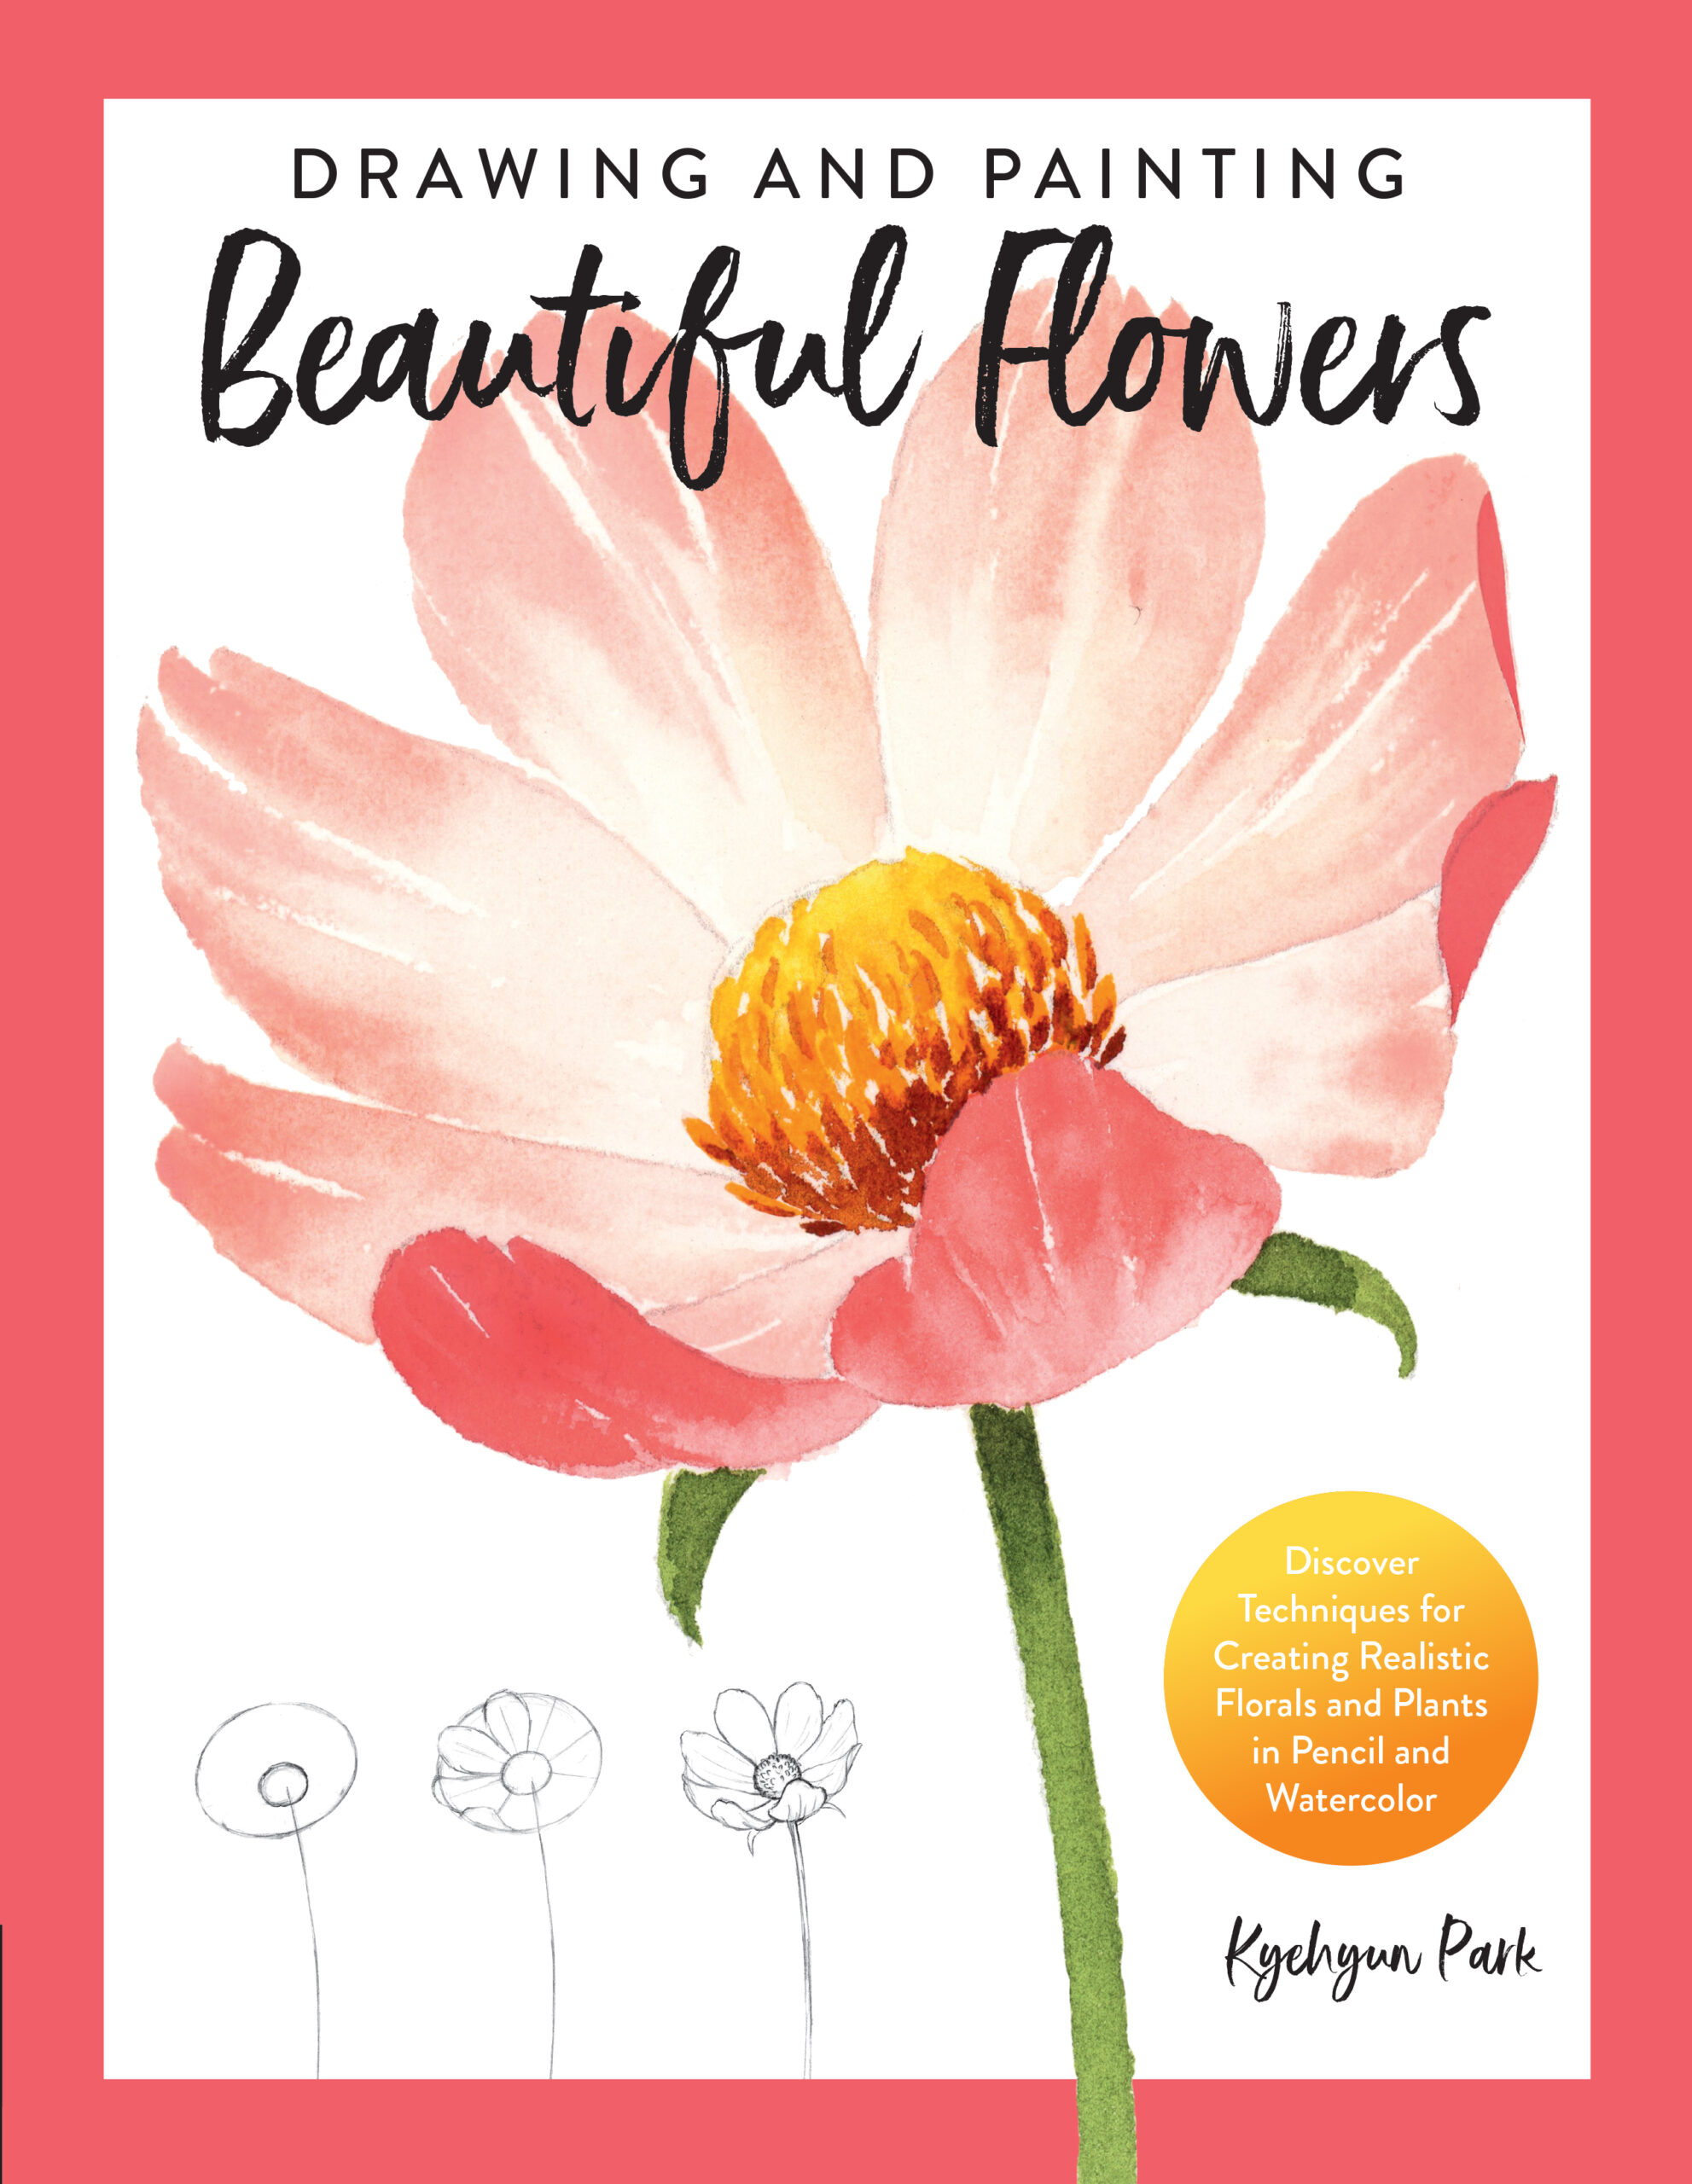 DRAWING AND PAINTING
Beautiful Flowers
Discover
Techniques for
Creating Realistic
Florals and Plants
in Pencil and
Watercolor
Kyehyun Park